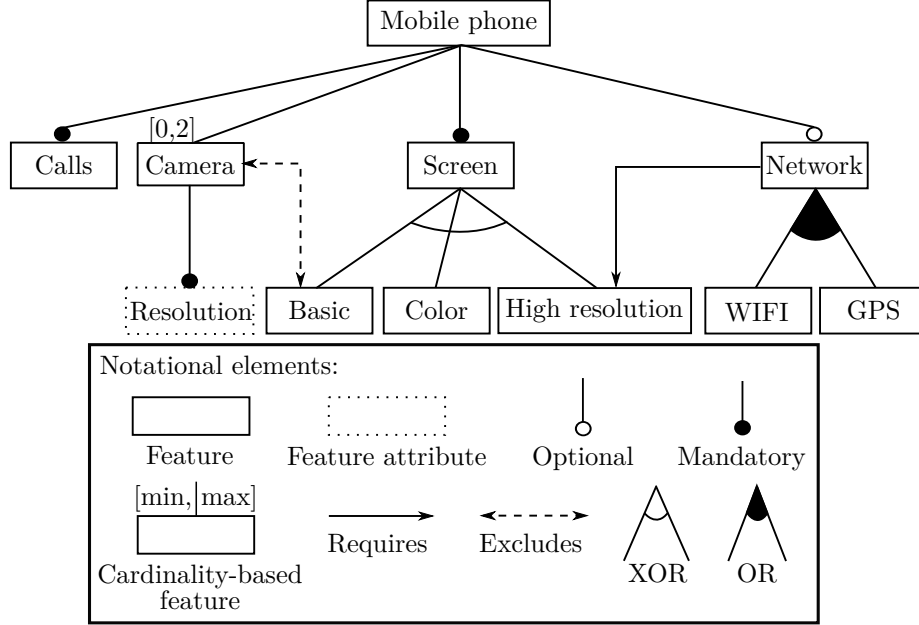 Mobile phone
[0,2]
Calls
Camera
Screen
Network
Resolution
Basic
Color
High resolution
WIFI
GPS
Notational elements:
Feature
Feature attribute
Optional
Mandatory
[min, max]
Requires
Excludes
XOR
OR
Cardinality-based
feature